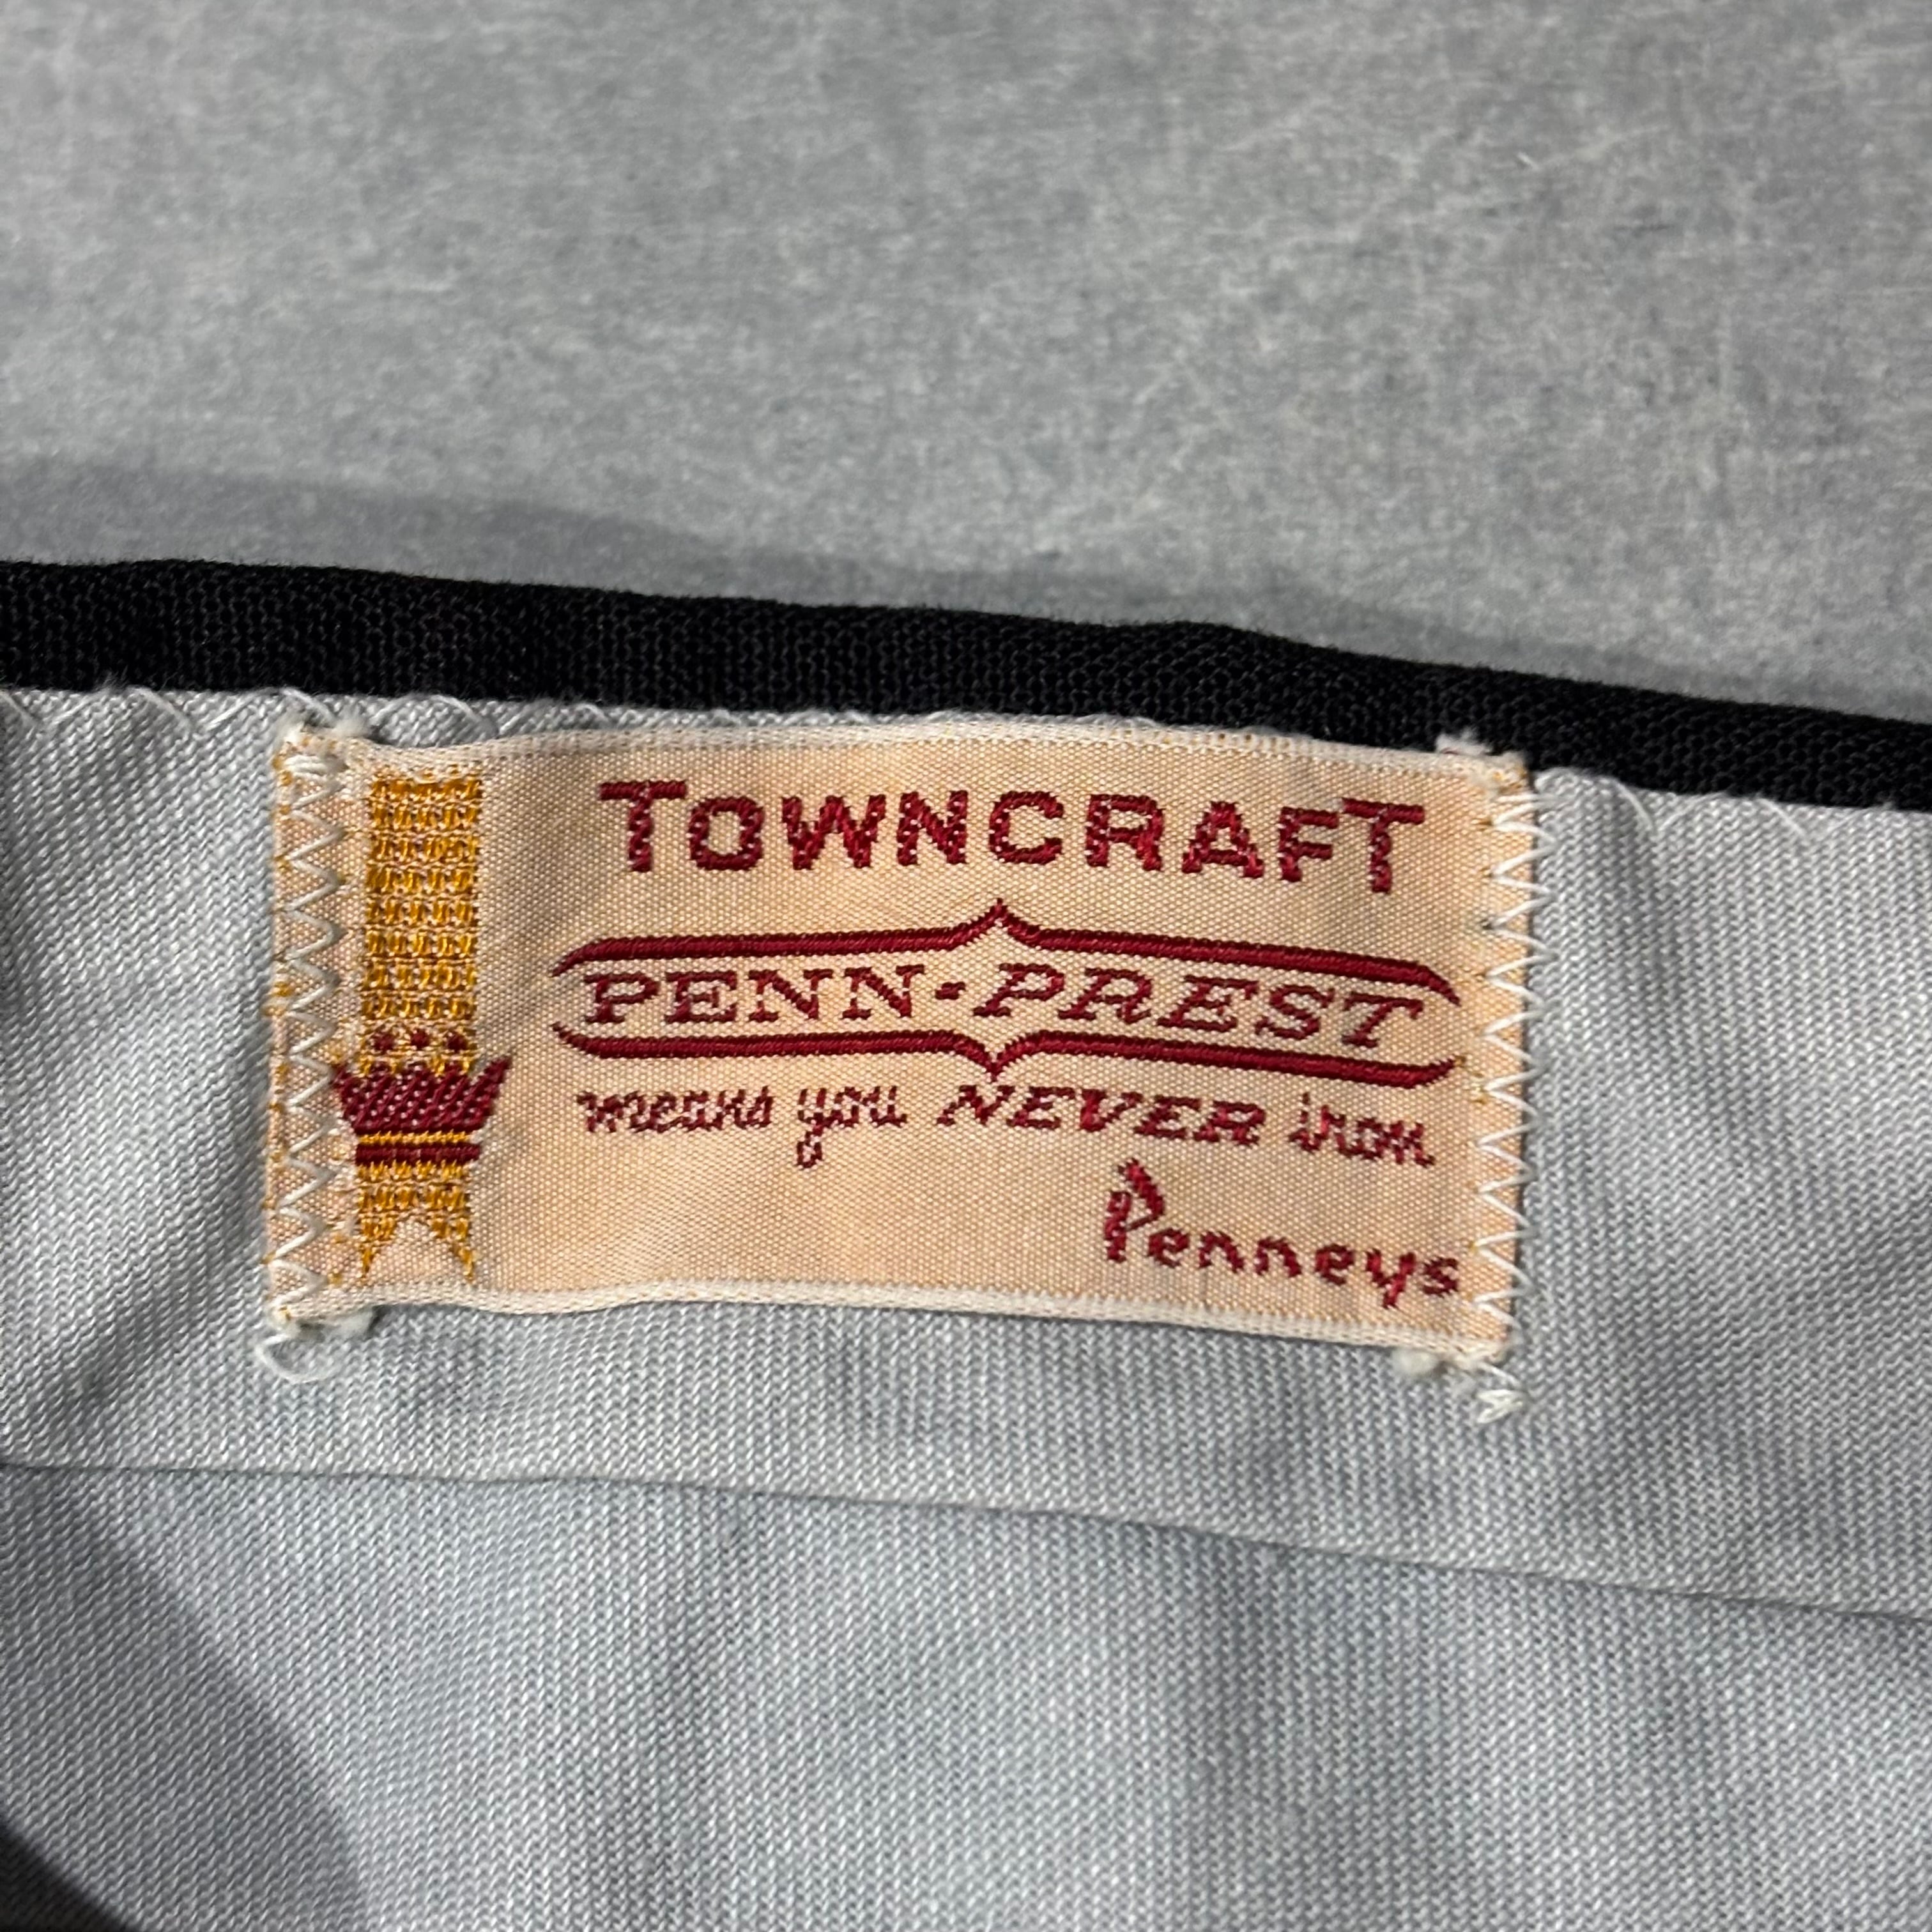 TOWNCRAFT
PENN-PREST
means you NEVER iron
Penneys